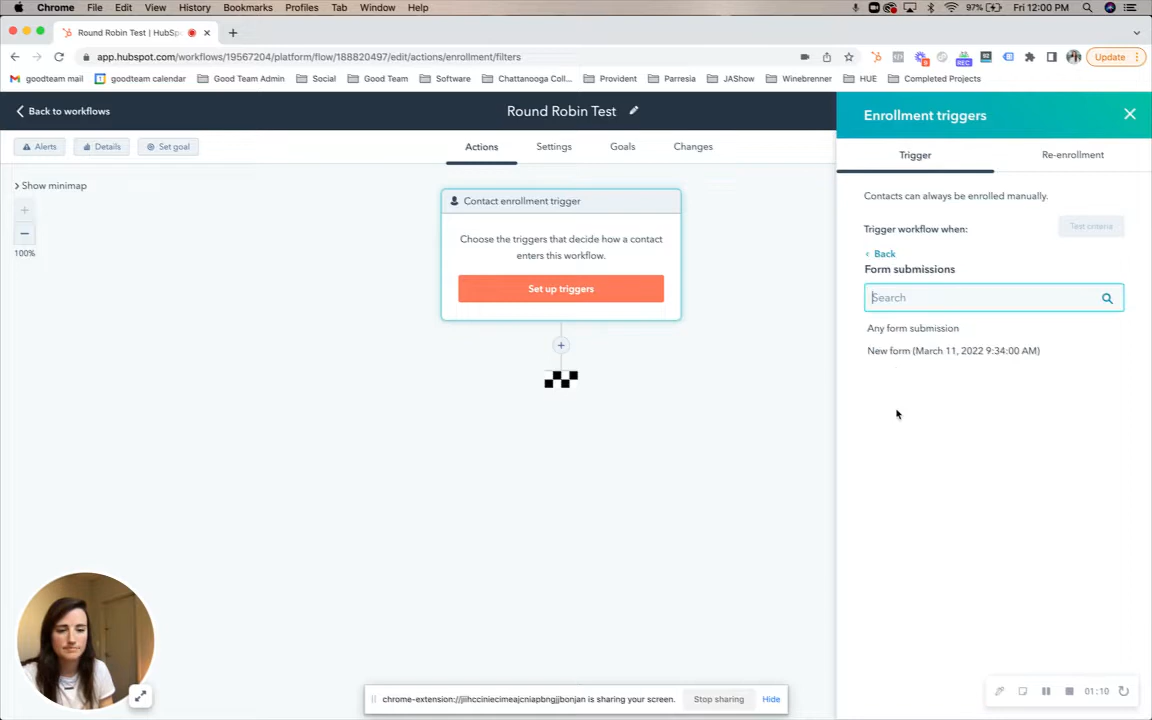 Chrome File Edit View History Bookmarks Profiles Tab Window Help 97% Fri 12:00 PM
Round Robin Test | HubSp
app.hubspot.com/workflows/19567204/platform/flow/188820497/edit/actions/enrollment/filters Update
goodteam mail goodteam calendar Good Team Admin Social Good Team Software Chattanooga Coll... Provident Parresia JAShow Winebrenner HUE Completed Projects
Back to workflows Round Robin Test Enrollment triggers
Alerts Details Set goal Actions Settings Goals Changes Trigger Re-enrollment
Show minimap
100%
Contact enrollment trigger
Choose the triggers that decide how a contact
enters this workflow.
Set up triggers
Contacts can always be enrolled manually.
Trigger workflow when: Test criteria
Back
Form submissions
Search
Any form submission
New form (March 11, 2022 9:34:00 AM)
01:10
chrome-extension://jiihcciniecimeajcniapbngjjbonjan is sharing your screen. Stop sharing Hide